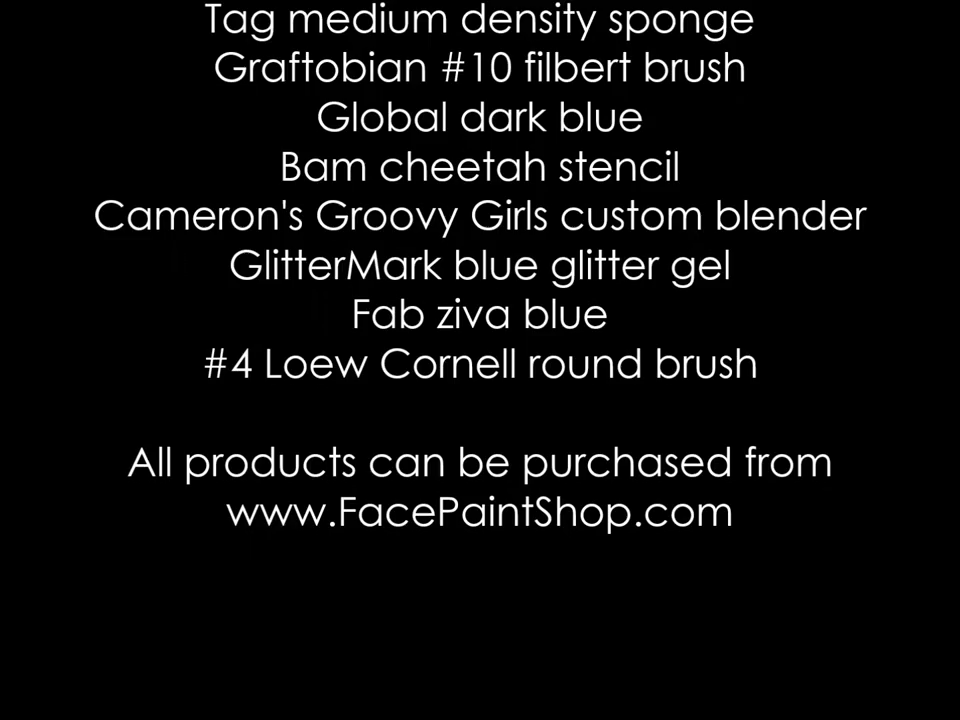 Tag medium density sponge
Graftobian #10 filbert brush
Global dark blue
Bam cheetah stencil
Cameron's Groovy Girls custom blender
GlitterMark blue glitter gel
Fab ziva blue
#4 Loew Cornell round brush
All products can be purchased from
www.FacePaintShop.com